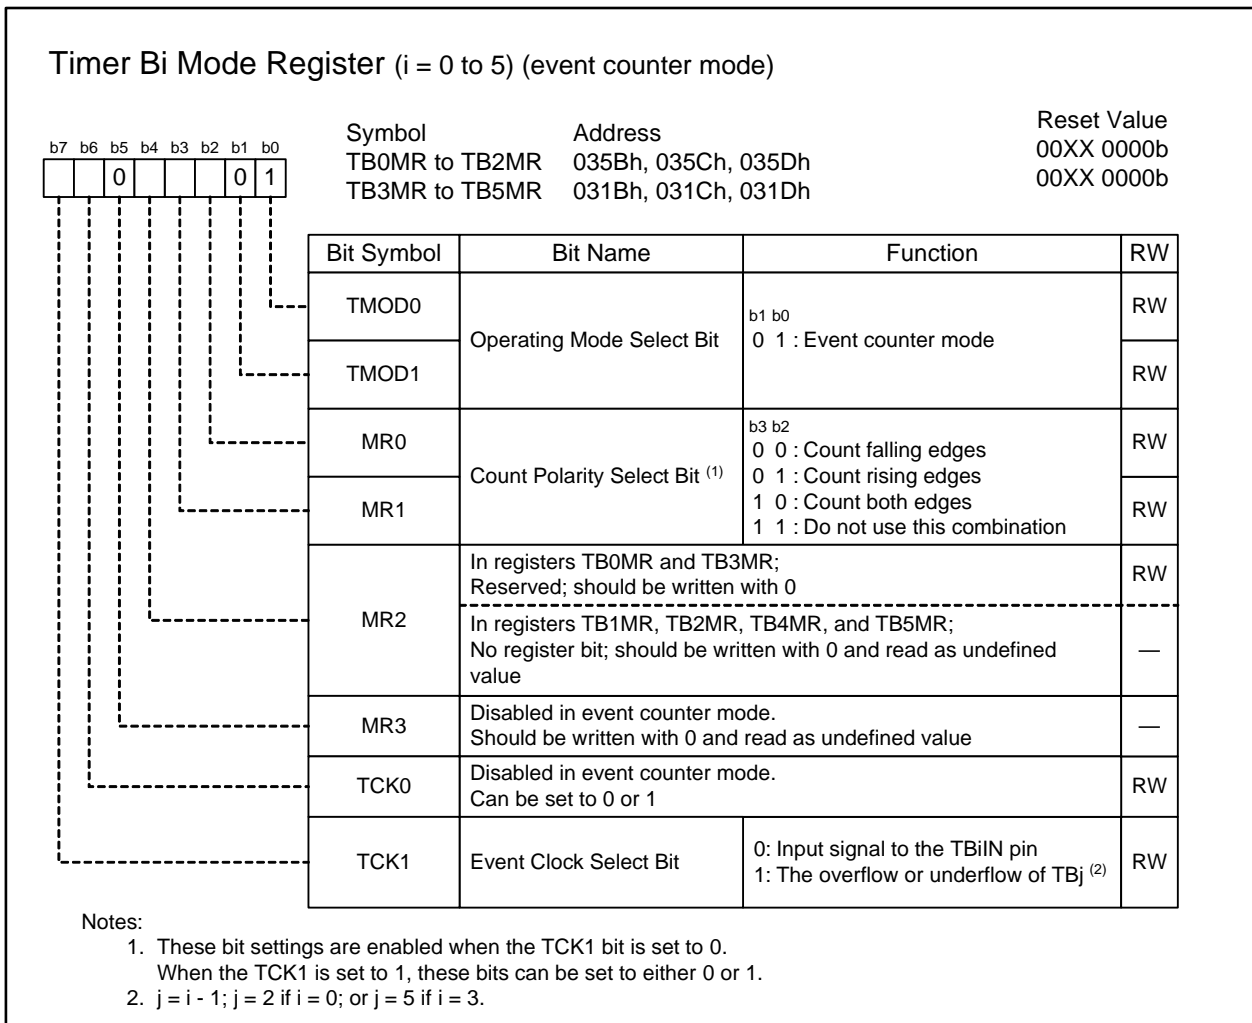 Timer Bi Mode Register (i = 0 to 5) (event counter mode)
b7 b6 b5 b4 b3 b2 b1 b0
0 0 1
Symbol Address Reset Value
TB0MR to TB2MR 035Bh, 035Ch, 035Dh 00XX 0000b
TB3MR to TB5MR 031Bh, 031Ch, 031Dh 00XX 0000b
Bit Symbol Bit Name Function RW
TMOD0 RW
Operating Mode Select Bit
b1 b0
0 1 : Event counter mode
TMOD1 RW
MR0 RW
Count Polarity Select Bit (1)
b3 b2
0 0 : Count falling edges
0 1 : Count rising edges
1 0 : Count both edges
1 1 : Do not use this combination
MR1 RW
MR2
In registers TB0MR and TB3MR;
Reserved; should be written with 0
RW
In registers TB1MR, TB2MR, TB4MR, and TB5MR;
No register bit; should be written with 0 and read as undefined
value
—
MR3
Disabled in event counter mode.
Should be written with 0 and read as undefined value
—
TCK0
Disabled in event counter mode.
Can be set to 0 or 1
RW
TCK1 Event Clock Select Bit
0: Input signal to the TBiIN pin
1: The overflow or underflow of TBj (2)
RW
Notes:
1. These bit settings are enabled when the TCK1 bit is set to 0.
When the TCK1 is set to 1, these bits can be set to either 0 or 1.
2. j = i - 1; j = 2 if i = 0; or j = 5 if i = 3.